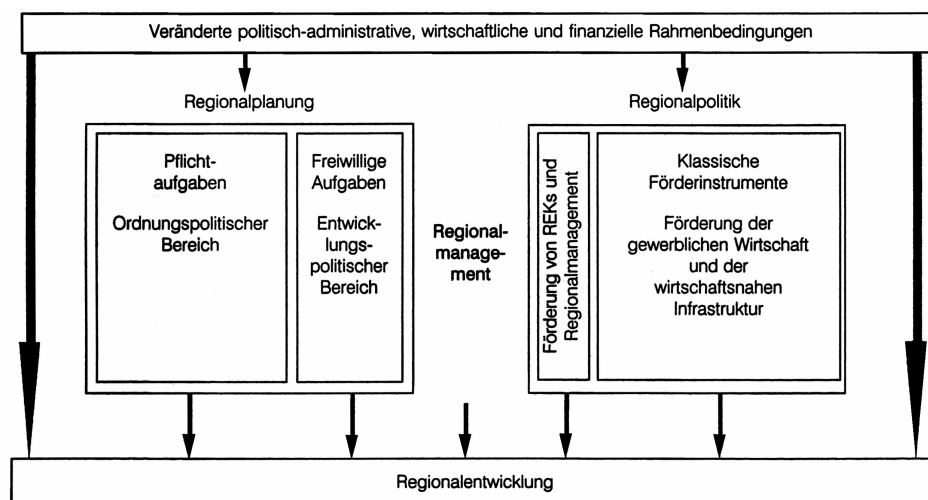 Veränderte politisch-administrative, wirtschaftliche und finanzielle Rahmenbedingungen
Regionalplanung
Pflicht-
aufgaben
Ordnungspolitischer
Bereich
Freiwillige
Aufgaben
Entwick-
lungs-
politischer
Bereich
Regional-
manage-
ment
Regionalpolitik
Förderung von REKs und
Regionalmanagement
Klassische
Förderinstrumente
Förderung der
gewerblichen Wirtschaft
und der
wirtschaftsnahen
Infrastruktur
Regionalentwicklung